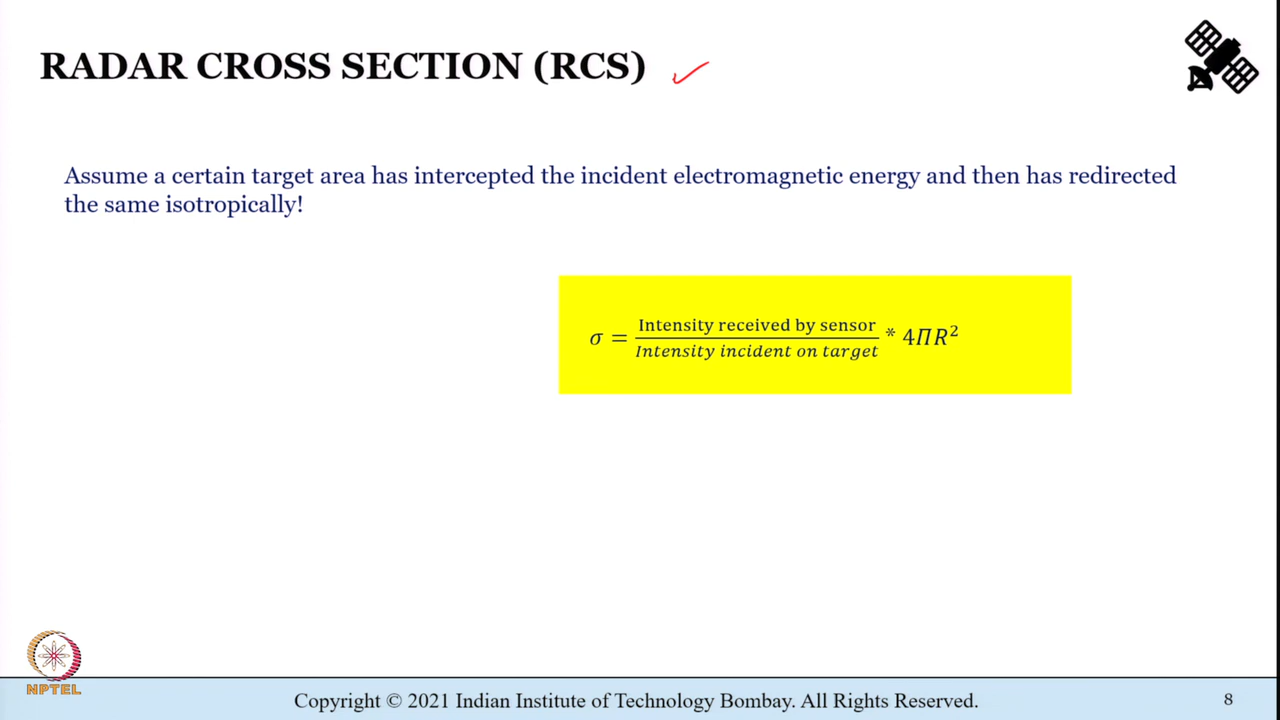 RADAR CROSS SECTION (RCS)
Assume a certain target area has intercepted the incident electromagnetic energy and then has redirected
the same isotropically!
σ = Intensity received by sensor / Intensity incident on target * 4ΠR²
NPTEL
Copyright © 2021 Indian Institute of Technology Bombay. All Rights Reserved.
8